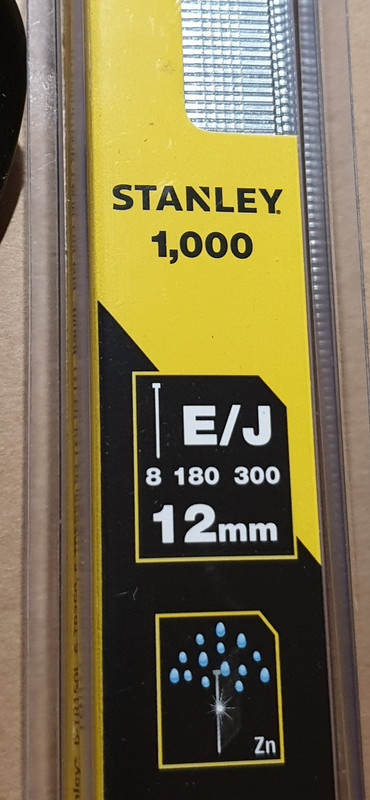 STANLEY.
1,000
E/J
8 180 300
12mm
Zn